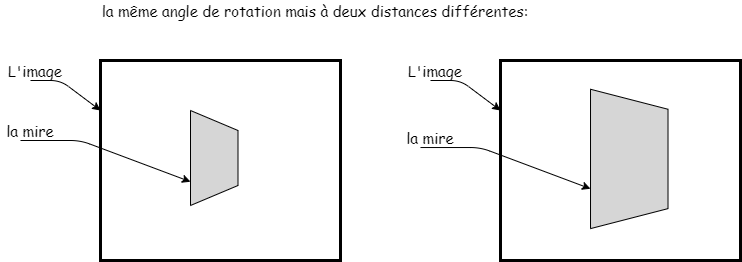 la même angle de rotation mais à deux distances différentes:
L'image
la mire
L'image
la mire